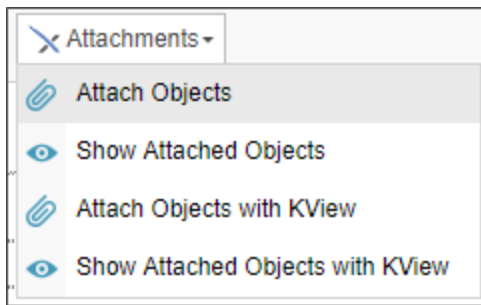 Attachments
Attach Objects
Show Attached Objects
Attach Objects with KView
Show Attached Objects with KView